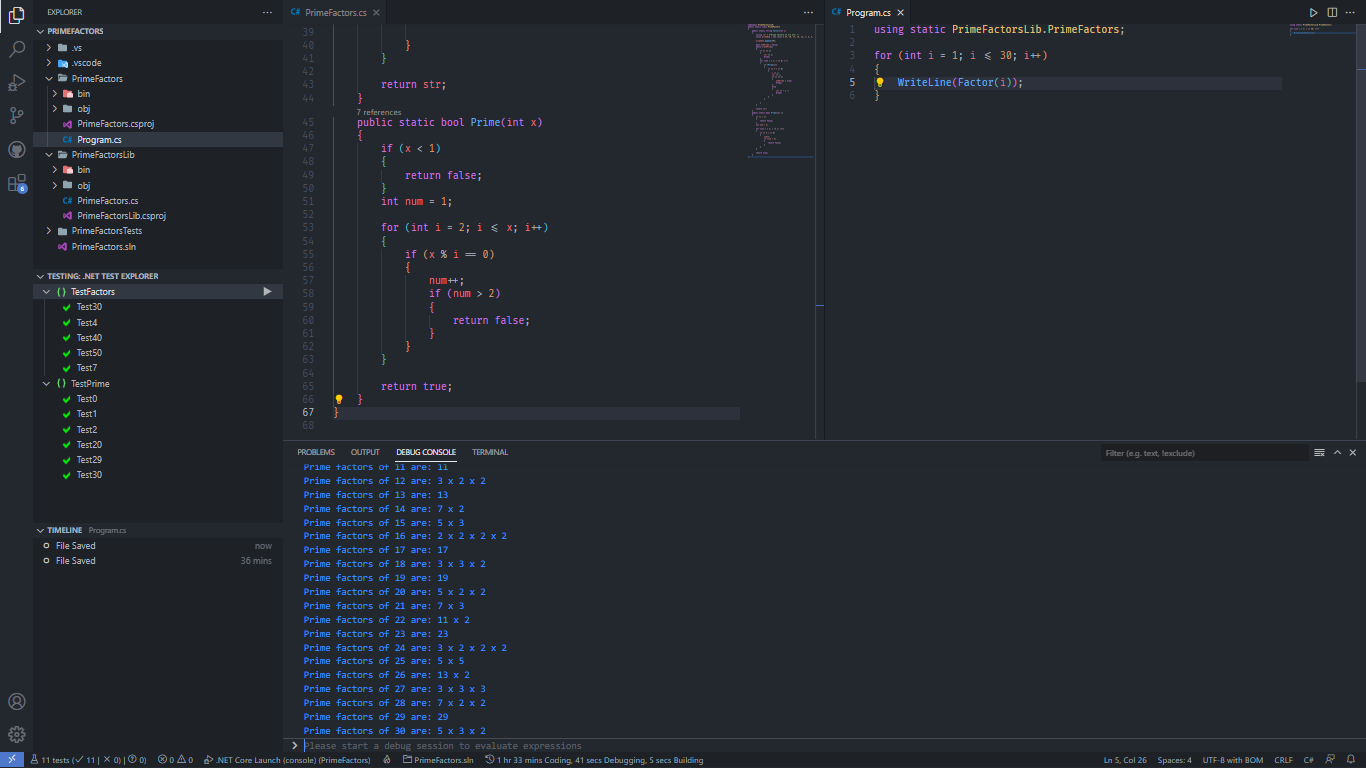 EXPLORER
PRIMEFACTORS
.vs
.vscode
PrimeFactors
bin
obj
PrimeFactors.csproj
C# Program.cs
PrimeFactorsLib
bin
obj
C# PrimeFactors.cs
PrimeFactorsLib.csproj
PrimeFactorsTests
PrimeFactors.sln
TESTING: .NET TEST EXPLORER
TestFactors
Test30
Test4
Test40
Test50
Test7
TestPrime
Test0
Test1
Test2
Test20
Test29
Test30
TIMELINE Program.cs
File Saved now
File Saved 36 mins
6
C# PrimeFactors.cs
39
40 }
41 }
42
43 return str;
44 }
7 references
45 public static bool Prime(int x)
46 {
47 if (x < 1)
48 {
49 return false;
50 }
51 int num = 1;
52
53 for (int i = 2; i <= x; i++)
54 {
55 if (x % i == 0)
56 {
57 num++;
58 if (num > 2)
59 {
60 return false;
61 }
62 }
63 }
64
65 return true;
66 }
67 }
68
C# Program.cs
1 using static PrimeFactorsLib.PrimeFactors;
2
3 for (int i = 1; i <= 30; i++)
4 {
5 WriteLine(Factor(i));
6 }
PROBLEMS OUTPUT DEBUG CONSOLE TERMINAL
Filter (e.g. text, !exclude)
Prime factors of 11 are: 11
Prime factors of 12 are: 3 x 2 x 2
Prime factors of 13 are: 13
Prime factors of 14 are: 7 x 2
Prime factors of 15 are: 5 x 3
Prime factors of 16 are: 2 x 2 x 2 x 2
Prime factors of 17 are: 17
Prime factors of 18 are: 3 x 3 x 2
Prime factors of 19 are: 19
Prime factors of 20 are: 5 x 2 x 2
Prime factors of 21 are: 7 x 3
Prime factors of 22 are: 11 x 2
Prime factors of 23 are: 23
Prime factors of 24 are: 3 x 2 x 2 x 2
Prime factors of 25 are: 5 x 5
Prime factors of 26 are: 13 x 2
Prime factors of 27 are: 3 x 3 x 3
Prime factors of 28 are: 7 x 2 x 2
Prime factors of 29 are: 29
Prime factors of 30 are: 5 x 3 x 2
Please start a debug session to evaluate expressions
11 tests (✓ 11 | ✕ 0)| ? 0) 0 0 .NET Core Launch (console) (PrimeFactors) PrimeFactors.sln 1 hr 33 mins Coding, 41 secs Debugging, 5 secs Building Ln 5, Col 26 Spaces: 4 UTF-8 with BOM CRLF C#